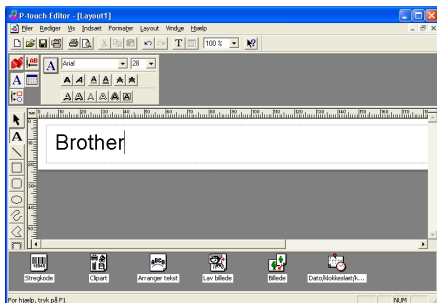 P-touch Editor - [Layout1]
Filer Rediger Vis Indsæt Formater Layout Vindue Hjælp
100 %
Arial 28
A A A A A A
A A A A A A
Brother
Stregkode Clipart Arranger tekst Lav billede Billede Dato/klokkeslæt/k...
For hjælp, tryk på F1 NUM